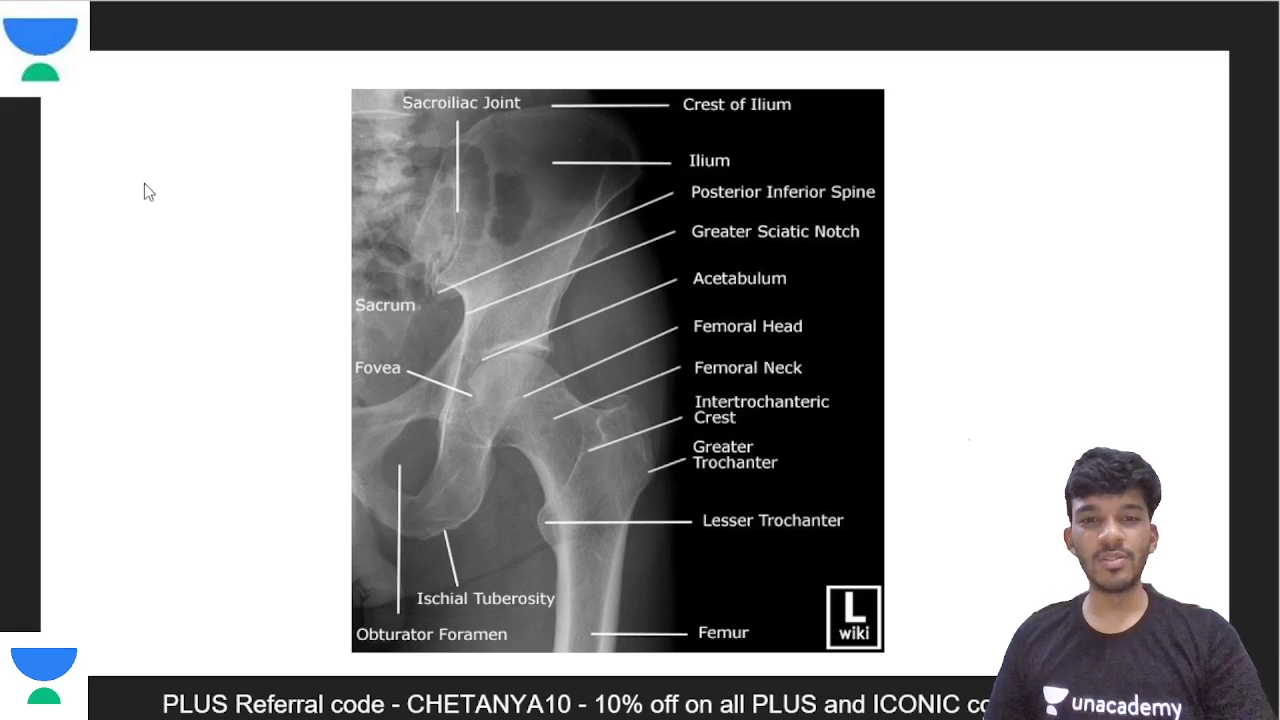 Sacroiliac Joint
Crest of Ilium
Ilium
Posterior Inferior Spine
Greater Sciatic Notch
Acetabulum
Sacrum
Femoral Head
Fovea
Femoral Neck
Intertrochanteric
Crest
Greater
Trochanter
Lesser Trochanter
Ischial Tuberosity
Obturator Foramen
Femur
L
wiki
unacademy
PLUS Referral code - CHETANYA10 - 10% off on all PLUS and ICONIC